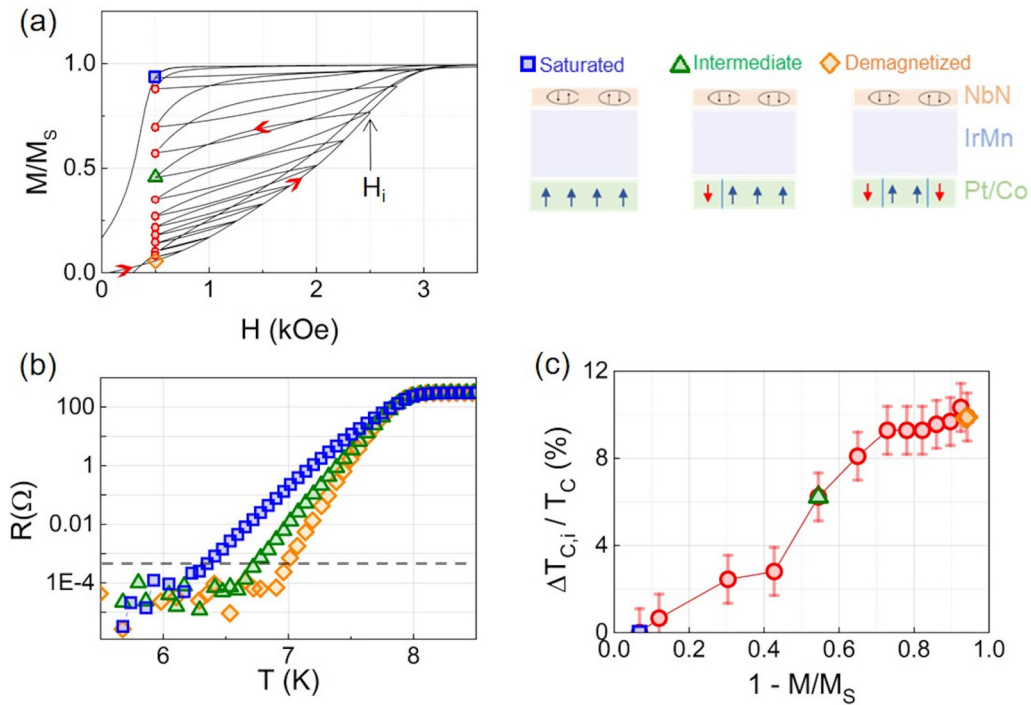 (a)
1.0
0.5
0.0
M/M_S
0 1 2 3
H (kOe)
H_i
Saturated Intermediate Demagnetized
NbN
IrMn
Pt/Co
(b)
100
1
0.01
1E-4
R(Ω)
6 7 8
T (K)
(c)
12
8
4
0
ΔT_C,i / T_C (%)
0.0 0.2 0.4 0.6 0.8 1.0
1 - M/M_S